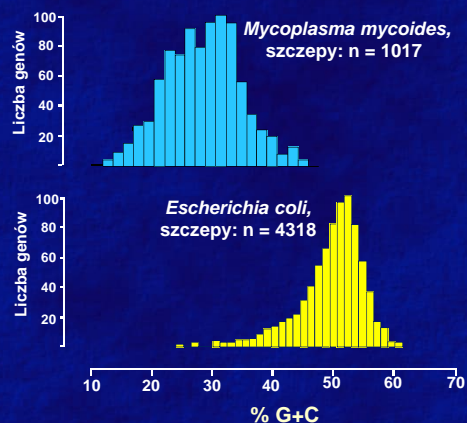 Mycoplasma mycoides,
szczepy: n = 1017
Liczba genów
100
80
60
40
20
Escherichia coli,
szczepy: n = 4318
Liczba genów
100
80
60
40
20
10 20 30 40 50 60 70
% G+C